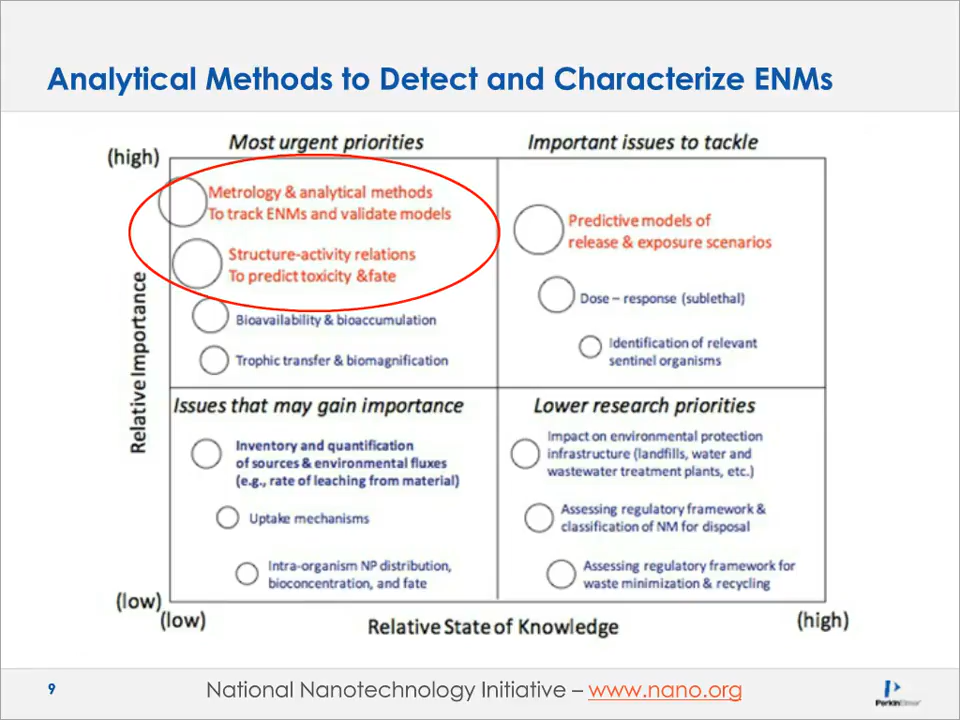 Analytical Methods to Detect and Characterize ENMs
Most urgent priorities
Important issues to tackle
(high)
Metrology & analytical methods
To track ENMs and validate models
Structure-activity relations
To predict toxicity &fate
Bioavailability & bioaccumulation
Trophic transfer & biomagnification
Predictive models of
release & exposure scenarios
Dose – response (sublethal)
Identification of relevant
sentinel organisms
Relative Importance
Issues that may gain importance
Lower research priorities
Inventory and quantification
of sources & environmental fluxes
(e.g., rate of leaching from material)
Uptake mechanisms
Intra-organism NP distribution,
bioconcentration, and fate
Impact on environmental protection
infrastructure (landfills, water and
wastewater treatment plants, etc.)
Assessing regulatory framework &
classification of NM for disposal
Assessing regulatory framework for
waste minimization & recycling
(low)
(low)
Relative State of Knowledge
(high)
9
National Nanotechnology Initiative – www.nano.org
PerkinElmer